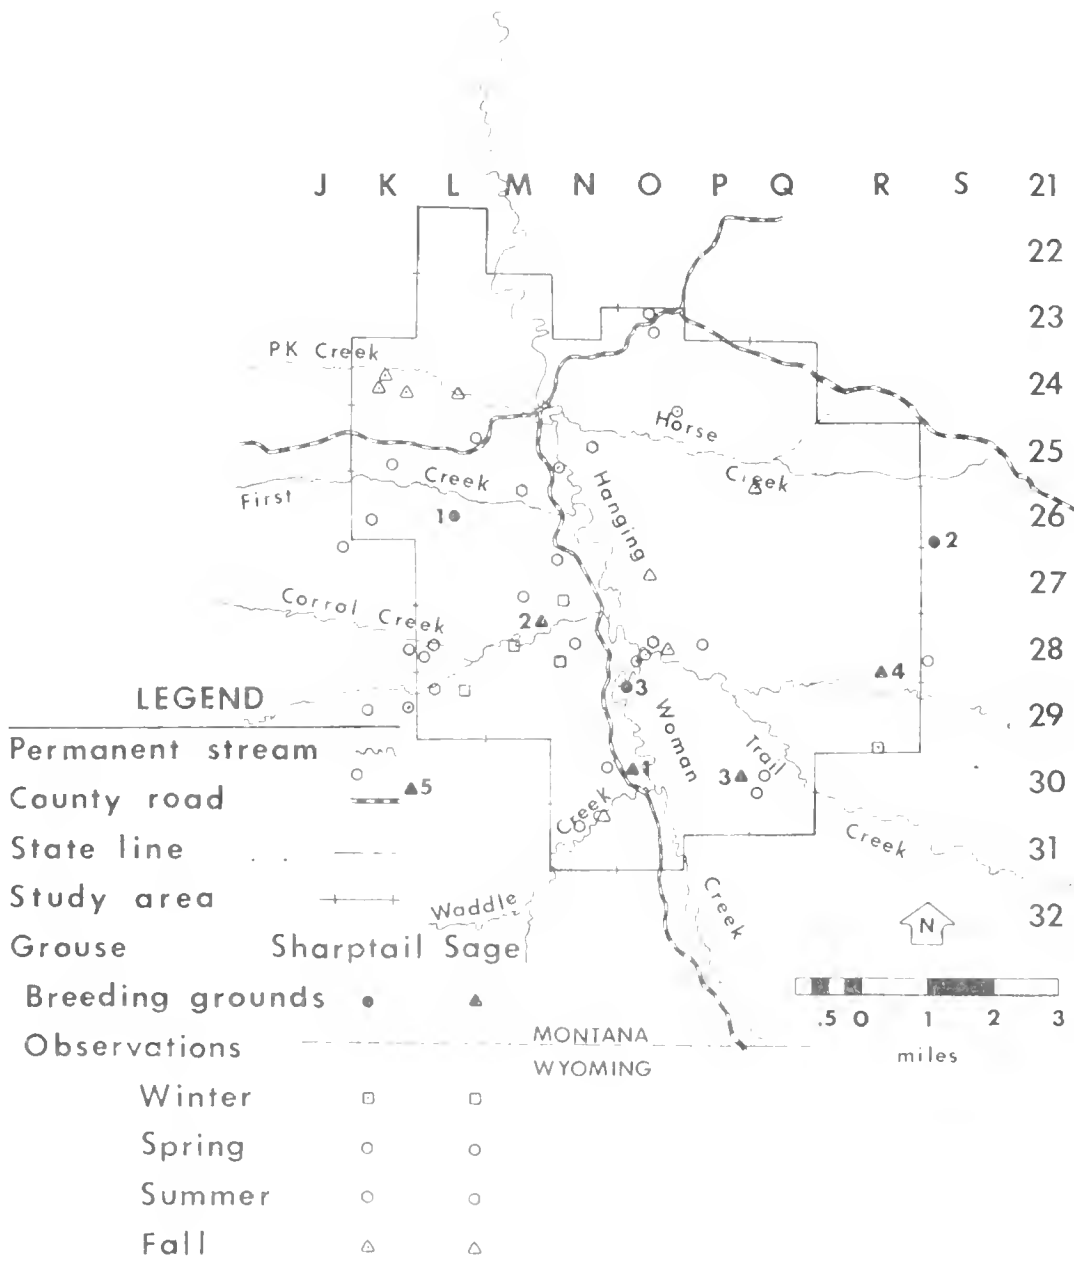 J K L M N O P Q R S 21
22
23
PK Creek
24
Horse
25
Creek
First
Creek
Hanging
1
26
2
27
Corral Creek
2
28
4
LEGEND
3
Woman
29
Permanent stream
Trail
1
3
30
5
County road
Creek
Creek
State line
31
Study area
Waddle
Creek
32
N
Grouse Sharptail Sage
Breeding grounds
.5 0 1 2 3
miles
Observations
MONTANA
WYOMING
Winter
Spring
Summer
Fall